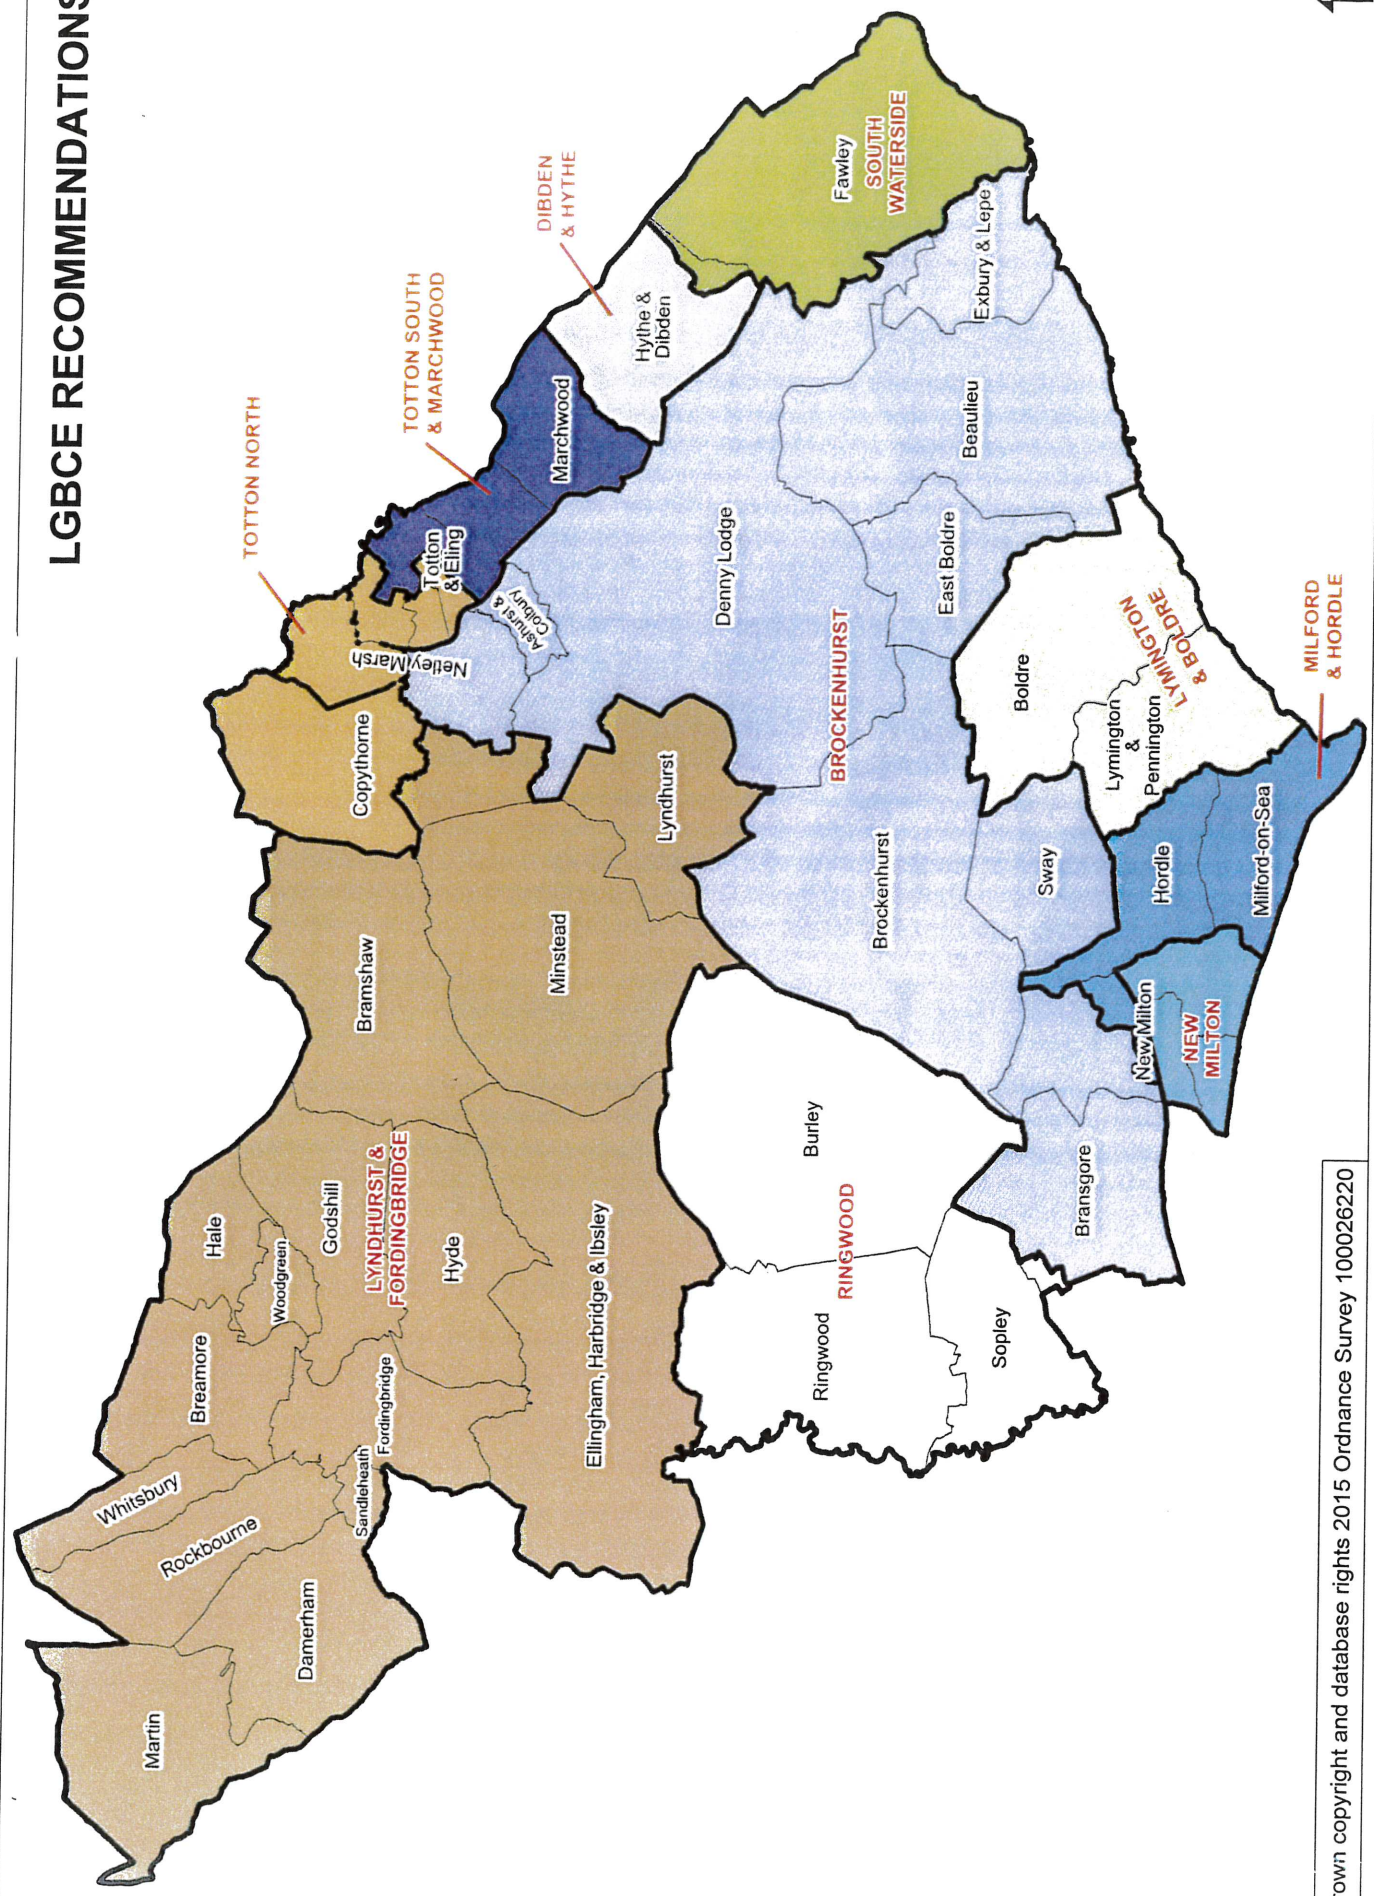 LGBCE RECOMMENDATIONS
TOTTON NORTH
TOTTON SOUTH
& MARCHWOOD
DIBDEN
& HYTHE
Martin
Whitsbury
Rockbourne
Damerham
Sandleheath
Breamore
Fordingbridge
Hale
Woodgreen
Godshill
LYNDHURST &
FORDINGBRIDGE
Hyde
Ellingham, Harbridge & Ibsley
Bramshaw
Minstead
Copythorne
Lyndhurst
Netley Marsh
Totton
& Eling
Ashurst &
Colbury
Marchwood
Hythe &
Dibden
Fawley
SOUTH
WATERSIDE
Denny Lodge
BROCKENHURST
Brockenhurst
East Boldre
Beaulieu
Exbury & Lepe
Burley
RINGWOOD
Ringwood
Sopley
Bransgore
Sway
Boldre
Lymington
&
Pennington
LYMINGTON
& BOLDRE
Hordle
Milford-on-Sea
MILFORD
& HORDLE
New Milton
NEW
MILTON
rown copyright and database rights 2015 Ordnance Survey 100026220